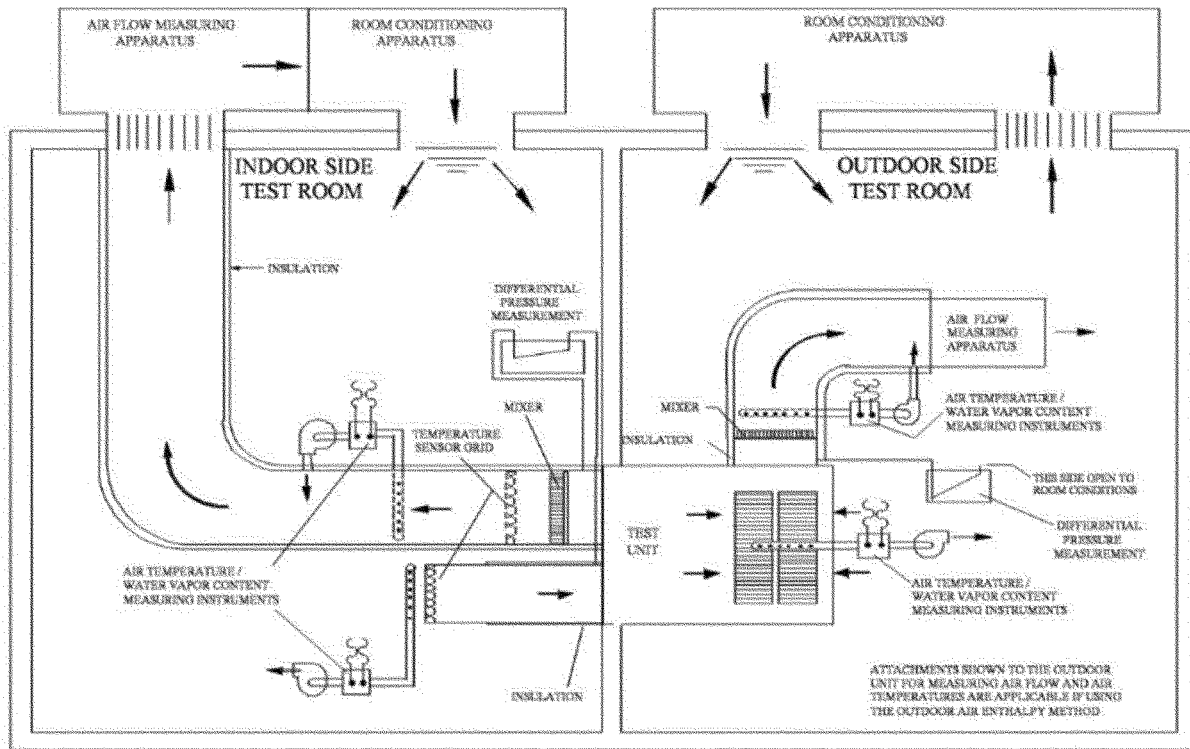 AIR FLOW MEASURING
APPARATUS
ROOM CONDITIONING
APPARATUS
ROOM CONDITIONING
APPARATUS
INDOOR SIDE
TEST ROOM
OUTDOOR SIDE
TEST ROOM
INSULATION
DIFFERENTIAL
PRESSURE
MEASUREMENT
AIR FLOW
MEASURING
APPARATUS
MIXER
TEMPERATURE
SENSOR GRID
MIXER
INSULATION
AIR TEMPERATURE /
WATER VAPOR CONTENT
MEASURING INSTRUMENTS
THIS SIDE OPEN TO
ROOM CONDITIONS
TEST
UNIT
DIFFERENTIAL
PRESSURE
MEASUREMENT
AIR TEMPERATURE /
WATER VAPOR CONTENT
MEASURING INSTRUMENTS
AIR TEMPERATURE /
WATER VAPOR CONTENT
MEASURING INSTRUMENTS
INSULATION
ATTACHMENTS SHOWN TO THE OUTDOOR
UNIT FOR MEASURING AIR FLOW AND AIR
TEMPERATURES ARE APPLICABLE IF USING
THE OUTDOOR AIR ENTHALPY METHOD